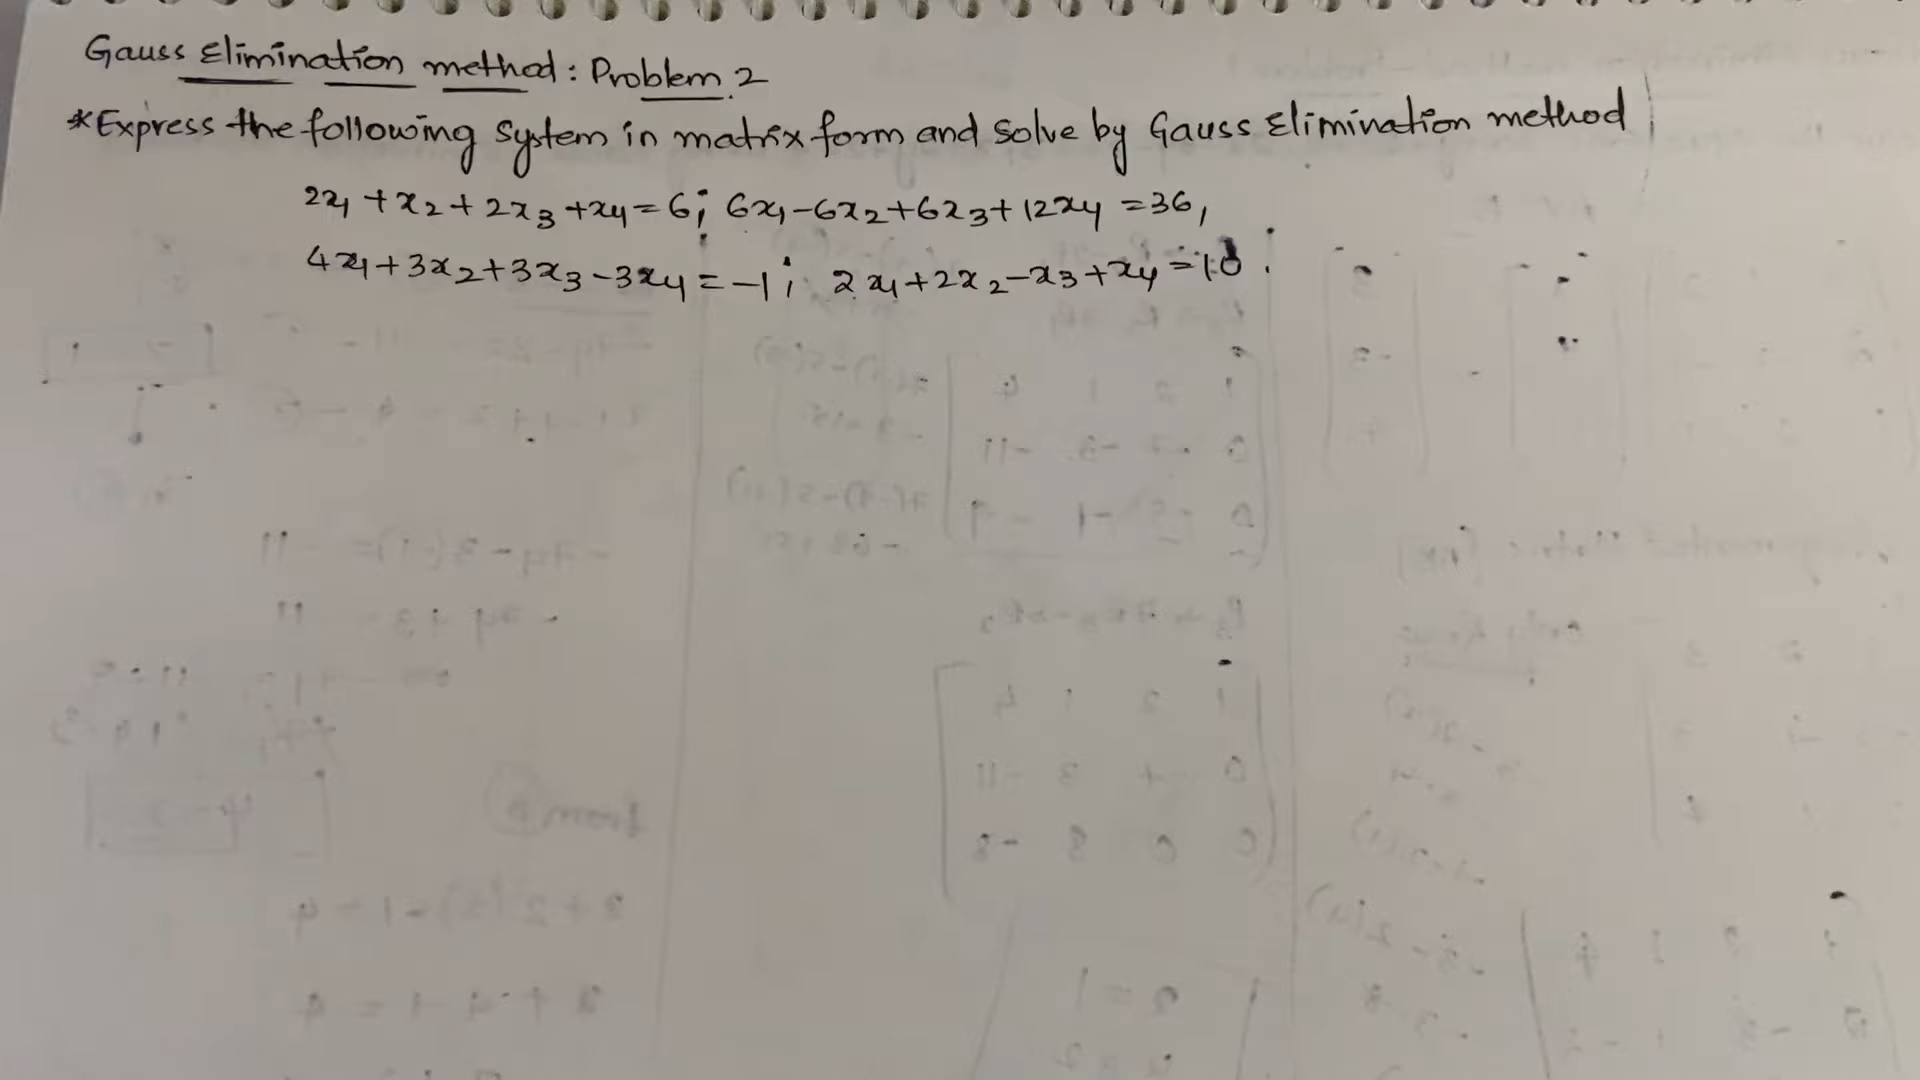 Gauss Elimination method: Problem 2
*Express the following system in matrix form and solve by Gauss Elimination method
2x₁ + x₂ + 2x₃ + x₄ = 6; 6x₁ - 6x₂ + 6x₃ + 12x₄ = 36,
4x₁ + 3x₂ + 3x₃ - 3x₄ = -1; 2x₁ + 2x₂ - x₃ + x₄ = 10.